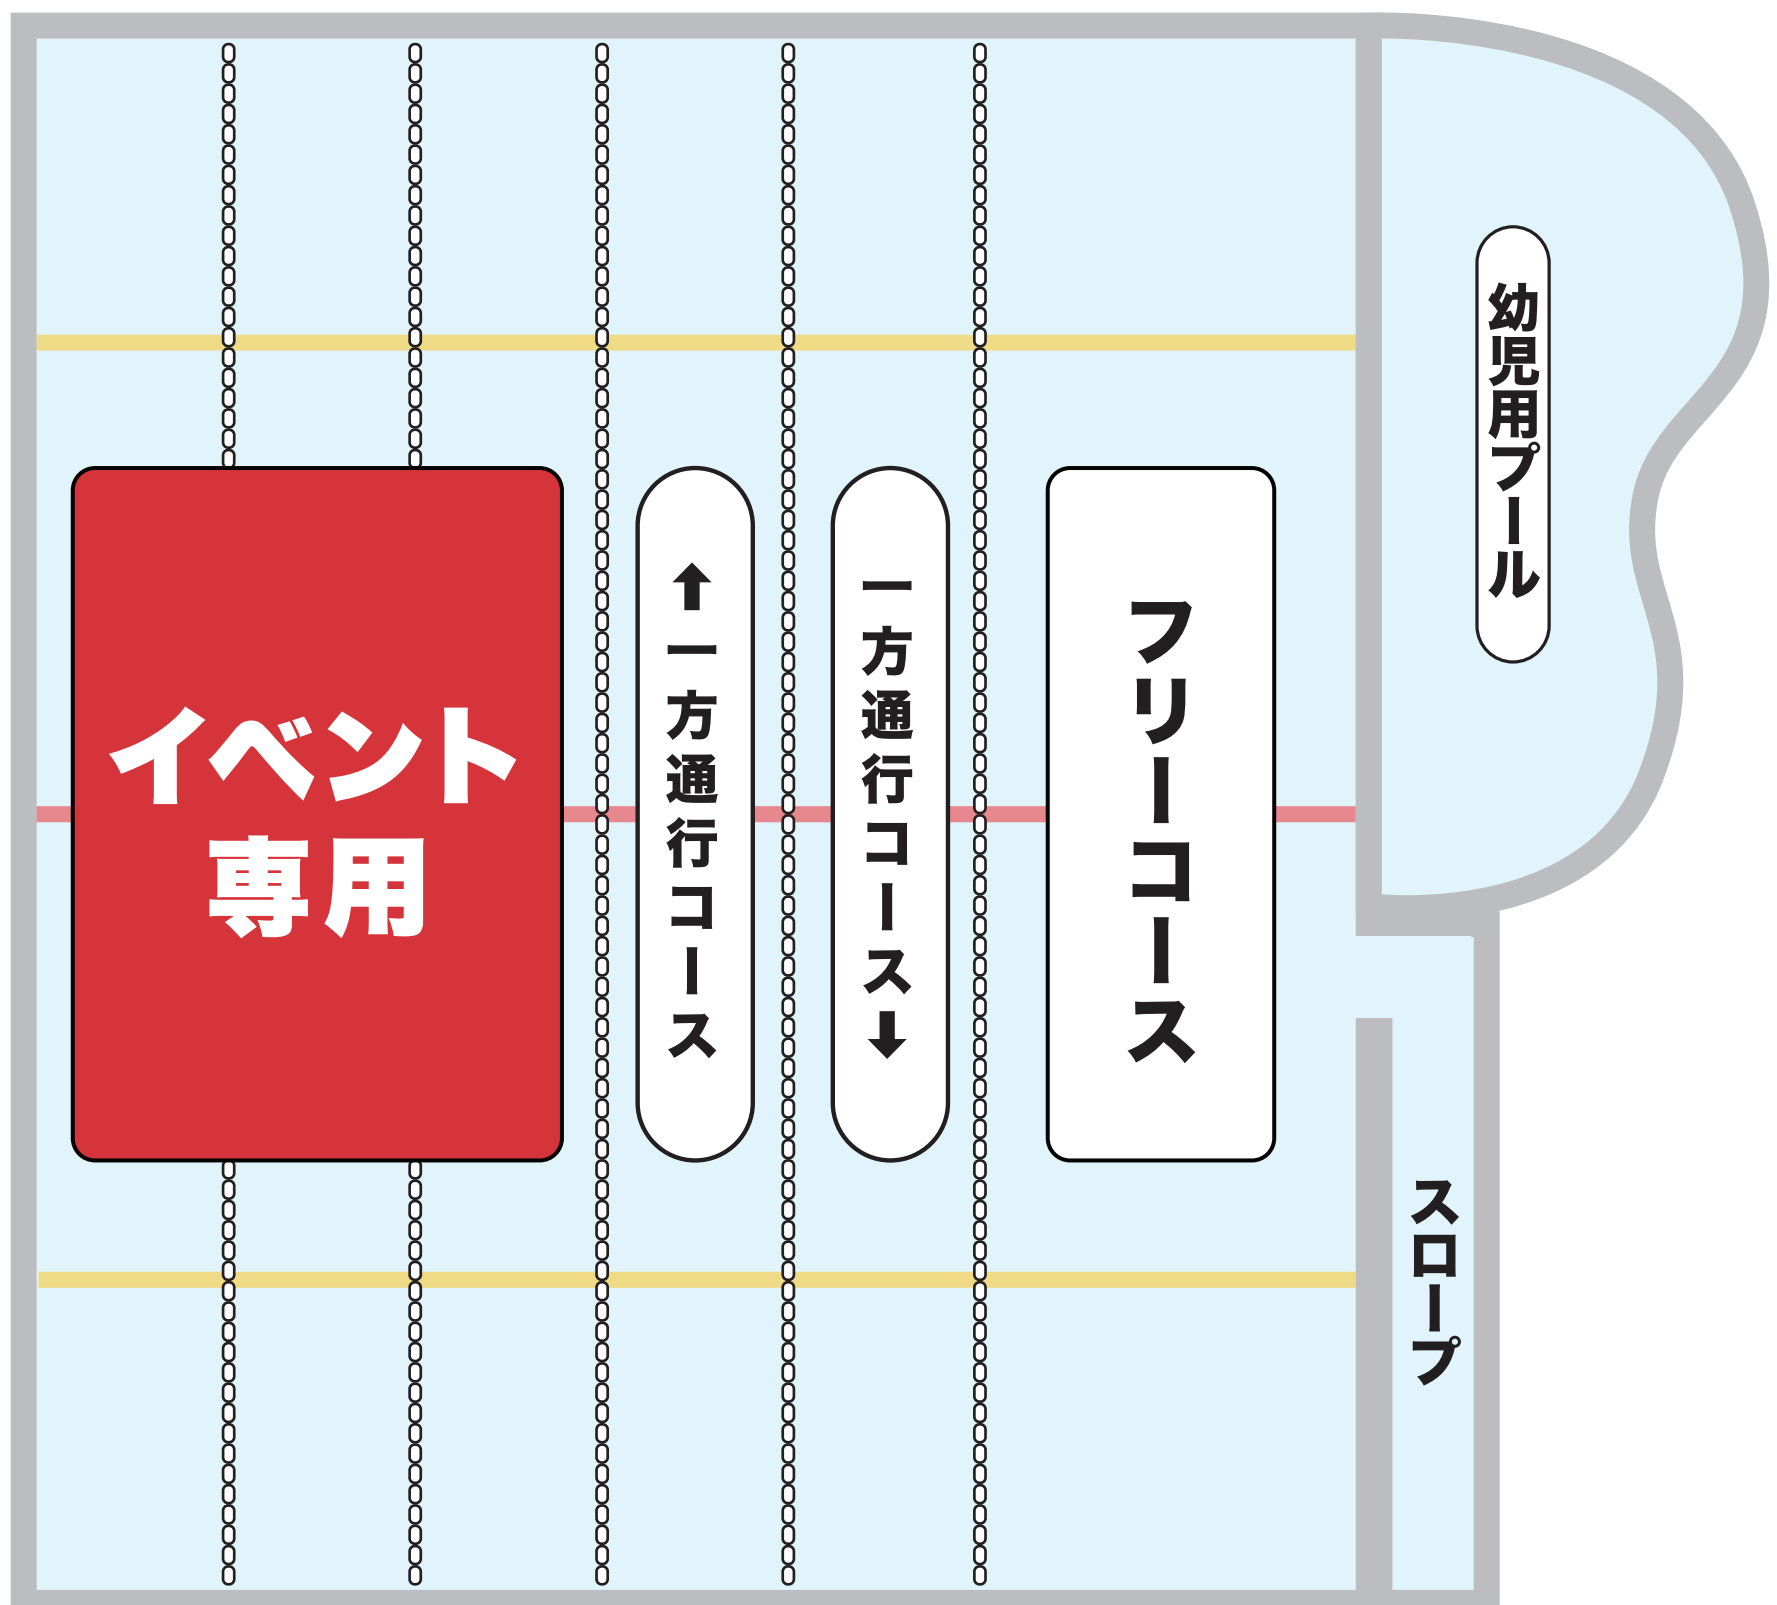 イベント
専用
↑一方通行コース
一方通行コース↓
フリーコース
幼児用プール
スロープ